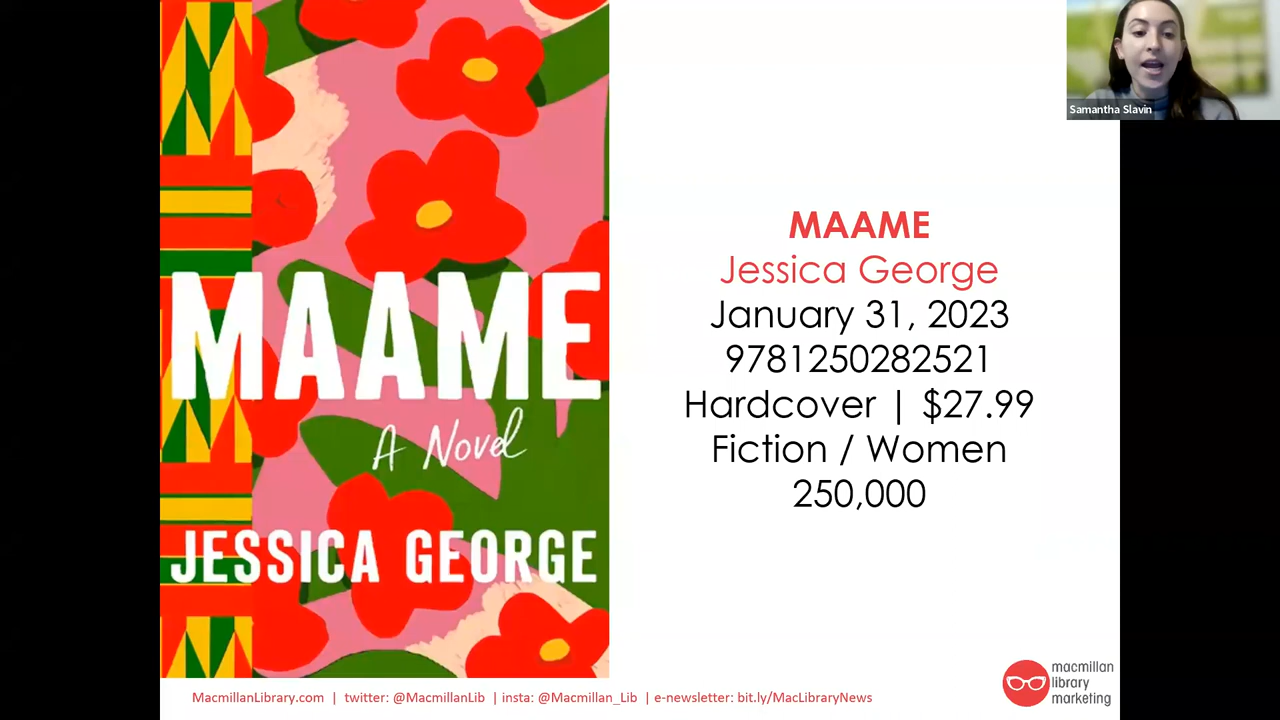 MAAME
A Novel
JESSICA GEORGE
Samantha Slavin
MAAME
Jessica George
January 31, 2023
9781250282521
Hardcover | $27.99
Fiction / Women
250,000
MacmillanLibrary.com | twitter: @MacmillanLib | insta: @Macmillan_Lib | e-newsletter: bit.ly/MacLibraryNews
macmillan
library
marketing